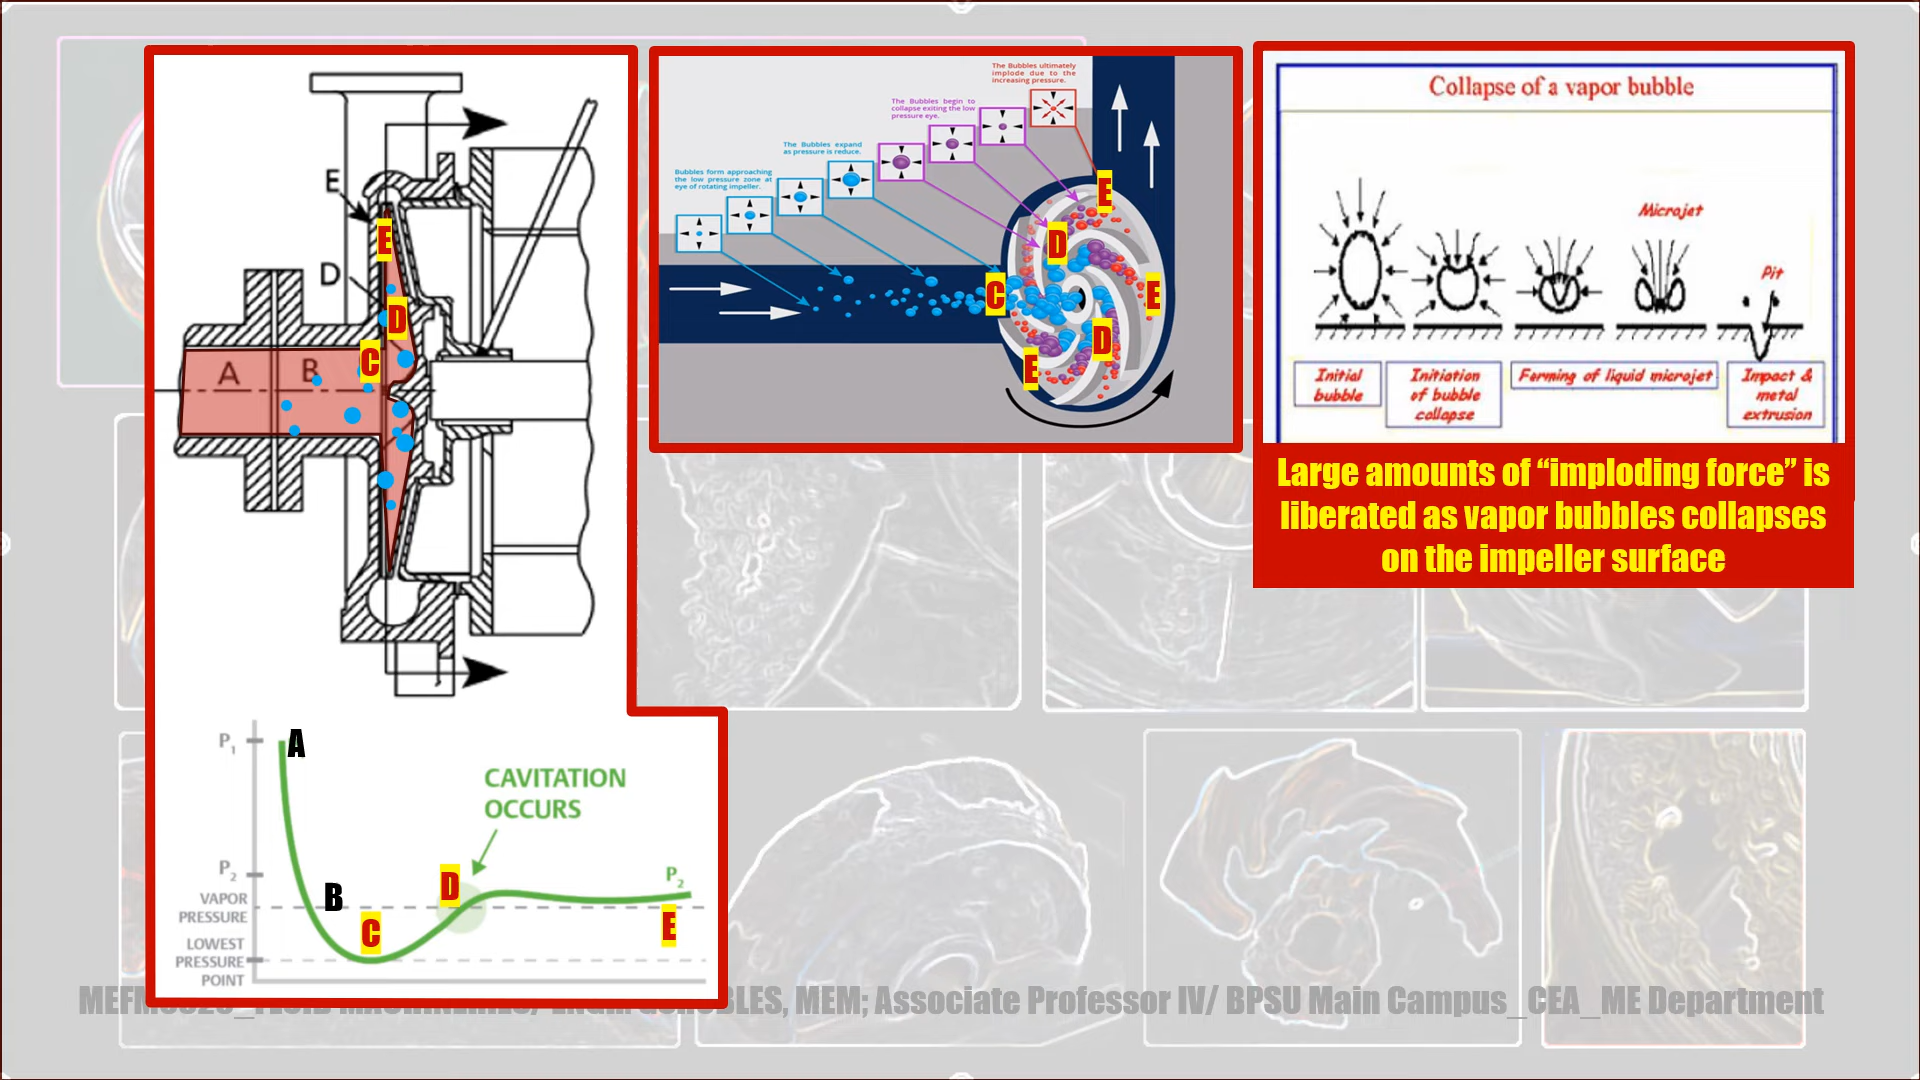 E
E
D
D
C
A
B
P1
A
CAVITATION
OCCURS
P2
D
P2
VAPOR
PRESSURE
B
E
C
LOWEST
PRESSURE
POINT
The Bubbles ultimately
implode due to the
increasing pressure.
The Bubbles begin to
collapse exiting the low
pressure eye.
The Bubbles expand
as pressure is reduce.
Bubbles form approaching
the low pressure zone at
eye of rotating impeller.
E
D
C
E
D
E
Collapse of a vapor bubble
Microjet
Pit
Initial
bubble
Initiation
of bubble
collapse
Forming of liquid microjet
Impact &
metal
extrusion
Large amounts of “imploding force” is
liberated as vapor bubbles collapses
on the impeller surface
BLES, MEM; Associate Professor IV/ BPSU Main Campus_CEA_ME Department